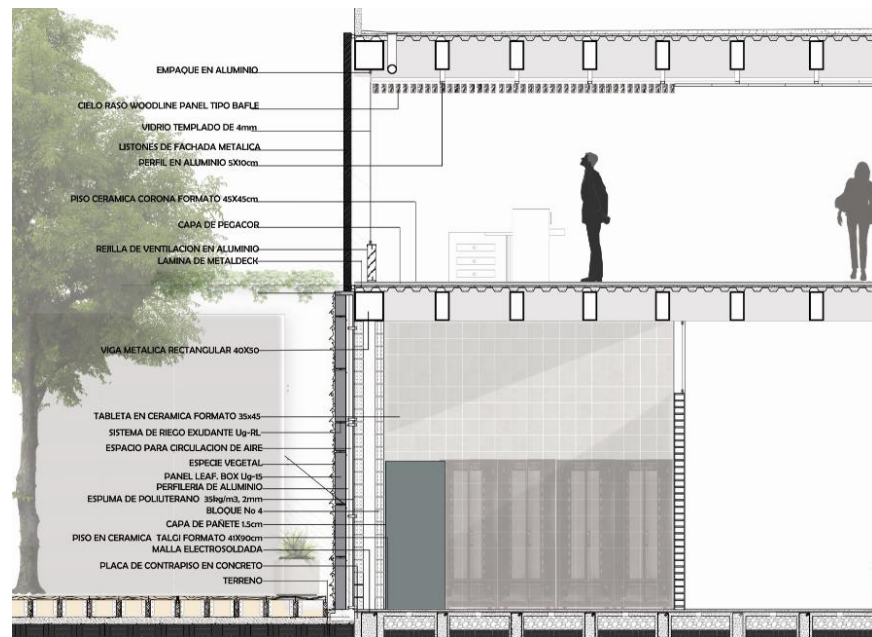 EMPAQUE EN ALUMINIO
CIELO RASO WOODLINE PANEL TIPO BAFLE
VIDRIO TEMPLADO DE 4mm
LISTONES DE FACHADA METALICA
PERFIL EN ALUMINIO 5X10cm
PISO CERAMICA CORONA FORMATO 45X45cm
CAPA DE PEGACOR
REJILLA DE VENTILACION EN ALUMINIO
LAMINA DE METALDECK
VIGA METALICA RECTANGULAR 40X50
TABLETA EN CERAMICA FORMATO 35x45
SISTEMA DE RIEGO EXUDANTE Ug-RL
ESPACIO PARA CIRCULACION DE AIRE
ESPECIE VEGETAL
PANEL LEAF. BOX Ug-15
PERFILERIA DE ALUMINIO
ESPUMA DE POLIUTERANO 35kg/m3, 2mm
BLOQUE No 4
CAPA DE PAÑETE 1.5cm
PISO EN CERAMICA TALGI FORMATO 41X90cm
MALLA ELECTROSOLDADA
PLACA DE CONTRAPISO EN CONCRETO
TERRENO